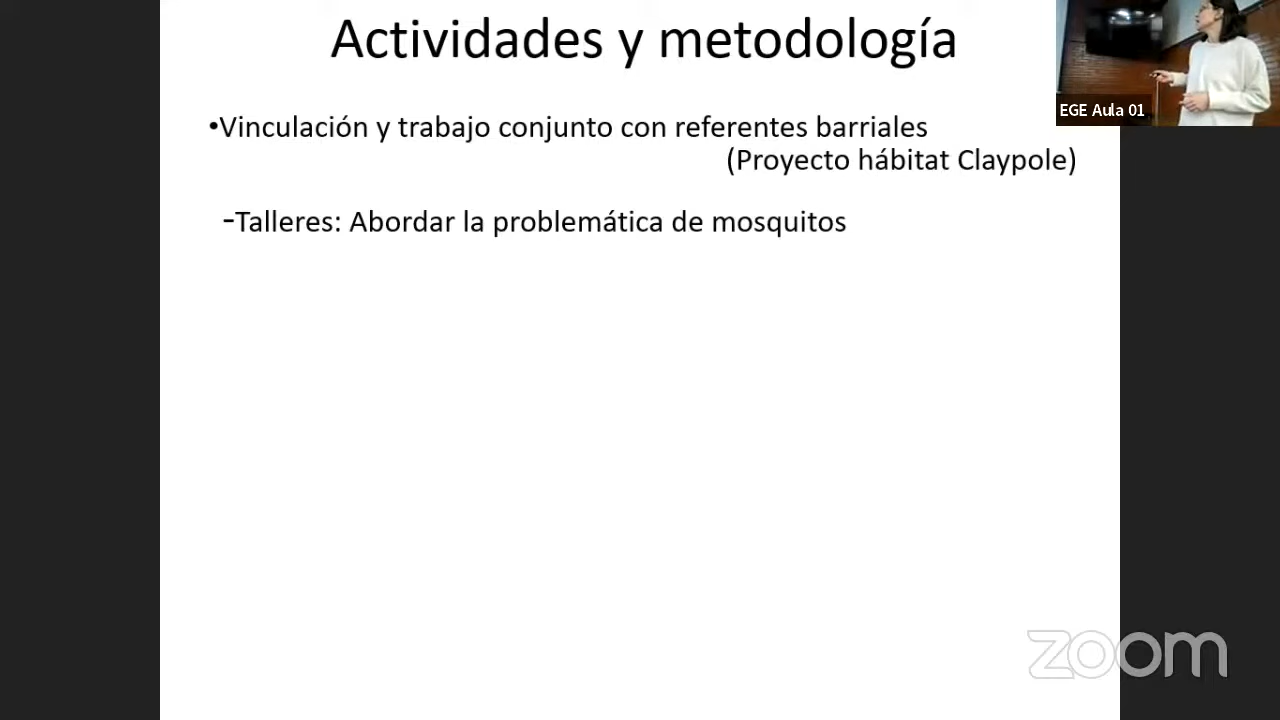 Actividades y metodología
•Vinculación y trabajo conjunto con referentes barriales
(Proyecto hábitat Claypole)
-Talleres: Abordar la problemática de mosquitos
EGE Aula 01
zoom